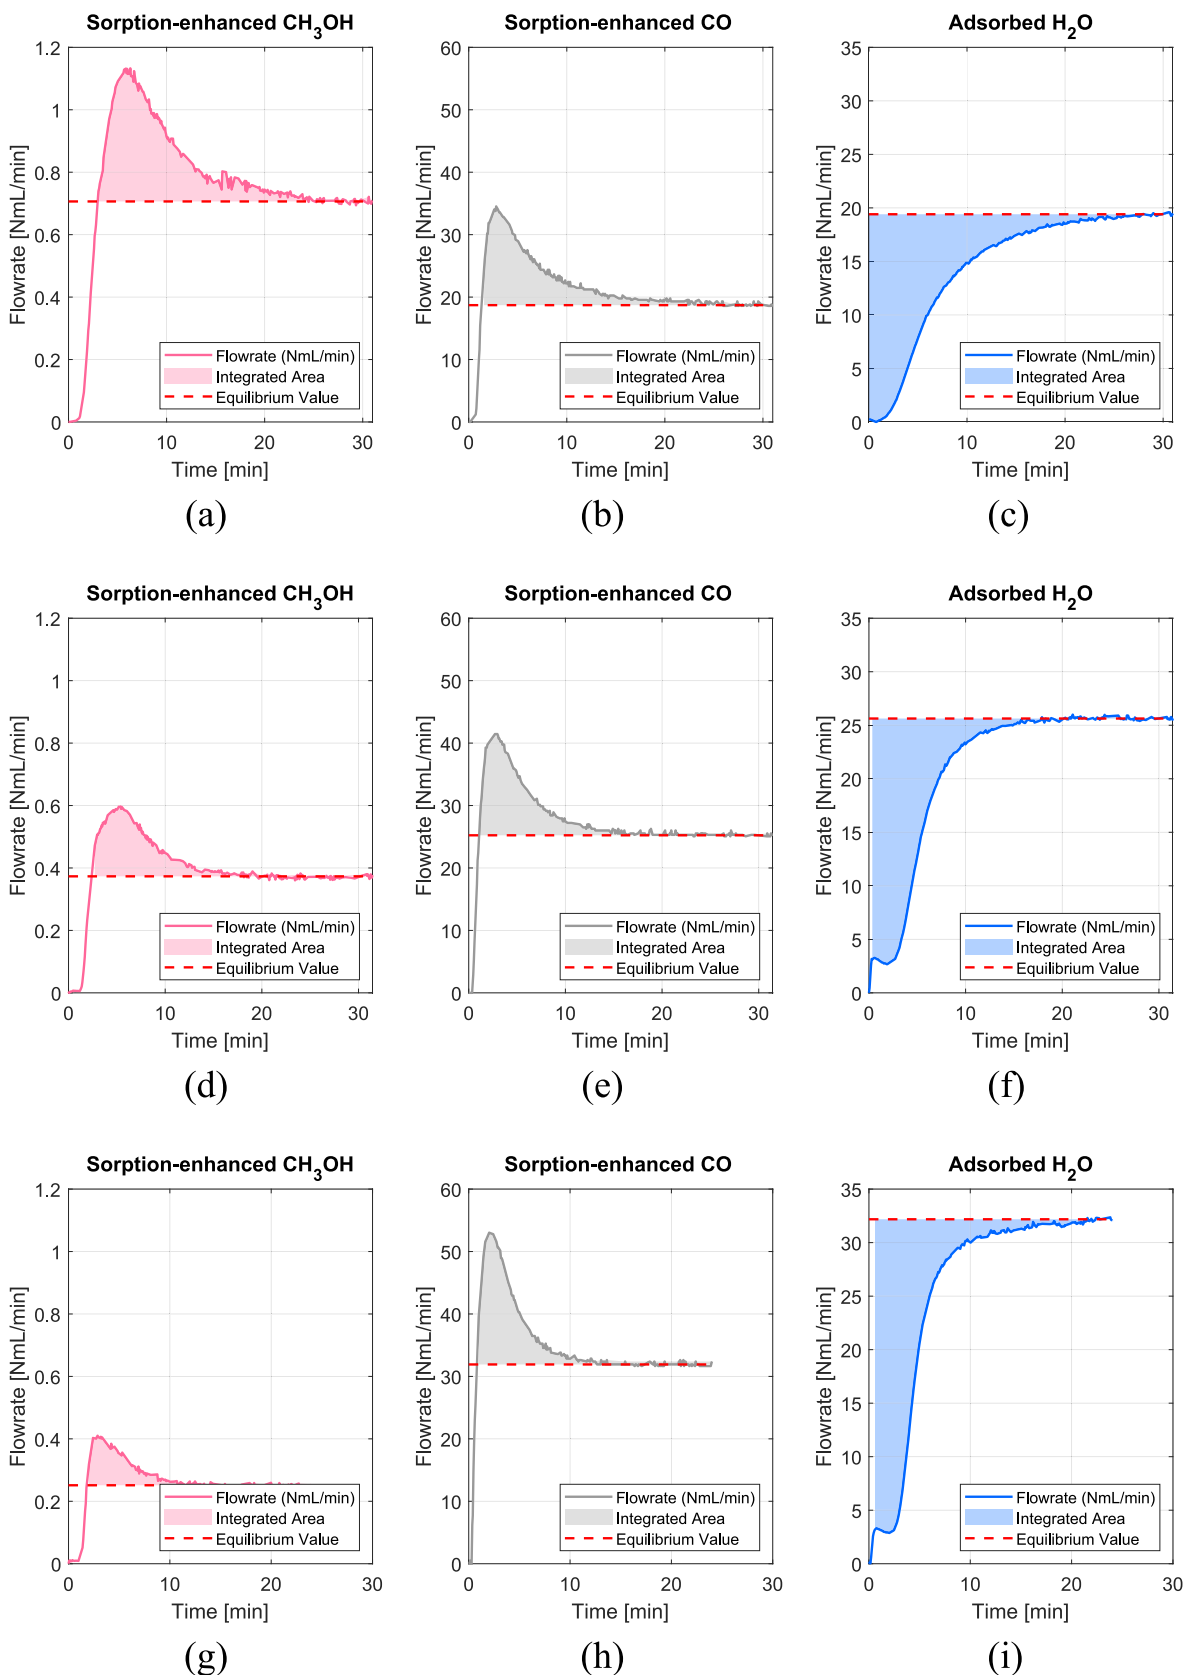 Sorption-enhanced CH₃OH
Flowrate [NmL/min]
1.2
1
0.8
0.6
0.4
0.2
0
0 10 20 30
Time [min]
Flowrate (NmL/min)
Integrated Area
Equilibrium Value
(a)
Sorption-enhanced CO
Flowrate [NmL/min]
60
50
40
30
20
10
0
0 10 20 30
Time [min]
Flowrate (NmL/min)
Integrated Area
Equilibrium Value
(b)
Adsorbed H₂O
Flowrate [NmL/min]
35
30
25
20
15
10
5
0
0 10 20 30
Time [min]
Flowrate (NmL/min)
Integrated Area
Equilibrium Value
(c)
Sorption-enhanced CH₃OH
Flowrate [NmL/min]
1.2
1
0.8
0.6
0.4
0.2
0
0 10 20 30
Time [min]
Flowrate (NmL/min)
Integrated Area
Equilibrium Value
(d)
Sorption-enhanced CO
Flowrate [NmL/min]
60
50
40
30
20
10
0
0 10 20 30
Time [min]
Flowrate (NmL/min)
Integrated Area
Equilibrium Value
(e)
Adsorbed H₂O
Flowrate [NmL/min]
35
30
25
20
15
10
5
0
0 10 20 30
Time [min]
Flowrate (NmL/min)
Integrated Area
Equilibrium Value
(f)
Sorption-enhanced CH₃OH
Flowrate [NmL/min]
1.2
1
0.8
0.6
0.4
0.2
0
0 10 20 30
Time [min]
Flowrate (NmL/min)
Integrated Area
Equilibrium Value
(g)
Sorption-enhanced CO
Flowrate [NmL/min]
60
50
40
30
20
10
0
0 10 20 30
Time [min]
Flowrate (NmL/min)
Integrated Area
Equilibrium Value
(h)
Adsorbed H₂O
Flowrate [NmL/min]
35
30
25
20
15
10
5
0
0 10 20 30
Time [min]
Flowrate (NmL/min)
Integrated Area
Equilibrium Value
(i)